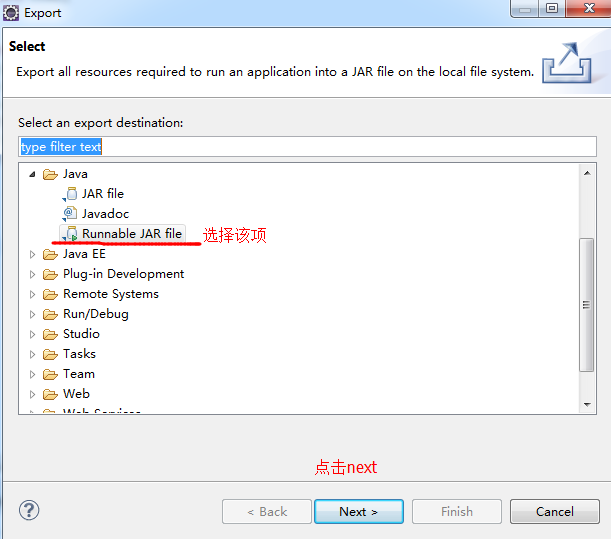 Export
Select
Export all resources required to run an application into a JAR file on the local file system.
Select an export destination:
type filter text
Java
JAR file
Javadoc
Runnable JAR file 选择该项
Java EE
Plug-in Development
Remote Systems
Run/Debug
Studio
Tasks
Team
Web
Web Services
点击next
?
< Back Next > Finish Cancel